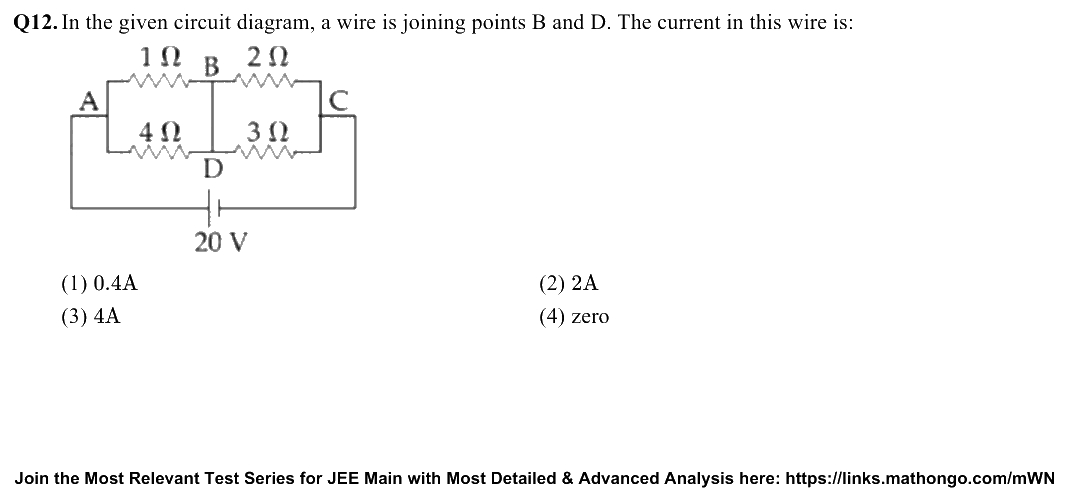 Q12. In the given circuit diagram, a wire is joining points B and D. The current in this wire is:
1 Ω B 2 Ω
A C
4 Ω 3 Ω
D
20 V
(1) 0.4A (2) 2A
(3) 4A (4) zero
Join the Most Relevant Test Series for JEE Main with Most Detailed & Advanced Analysis here: https://links.mathongo.com/mWN